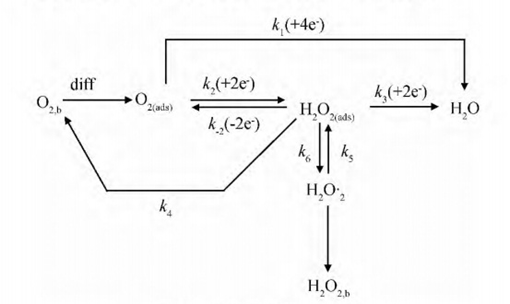 k₁(+4e⁻)
diff
k₂(+2e⁻)
k₃(+2e⁻)
O₂,b
O₂(ads)
H₂O₂(ads)
H₂O
k₋₂(-2e⁻)
k₆
k₅
H₂O·₂
k₄
H₂O₂,b